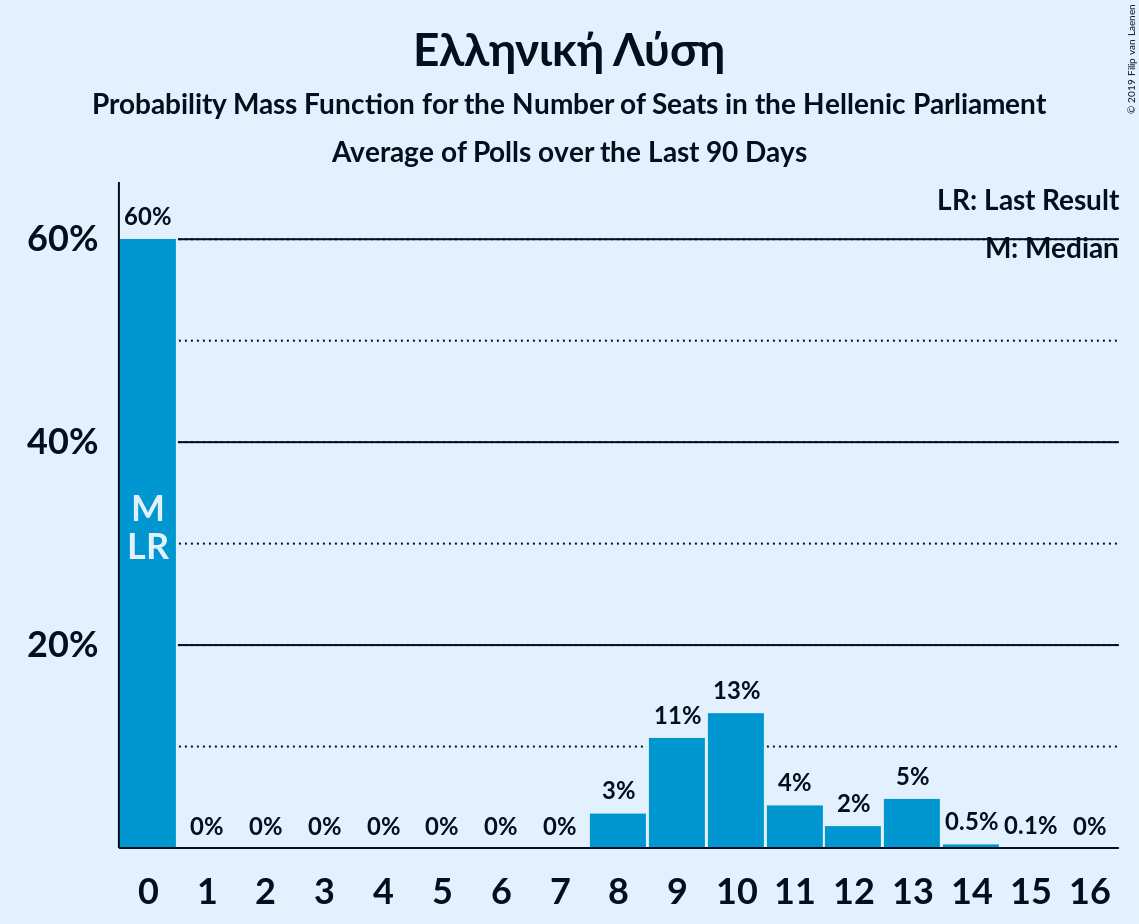 Ελληνική Λύση
Probability Mass Function for the Number of Seats in the Hellenic Parliament
Average of Polls over the Last 90 Days
© 2019 Filip van Laenen
LR: Last Result
M: Median
60%
40%
20%
60%
M
LR
0%
0%
0%
0%
0%
0%
0%
3%
11%
13%
4%
2%
5%
0.5%
0.1%
0%
0 1 2 3 4 5 6 7 8 9 10 11 12 13 14 15 16